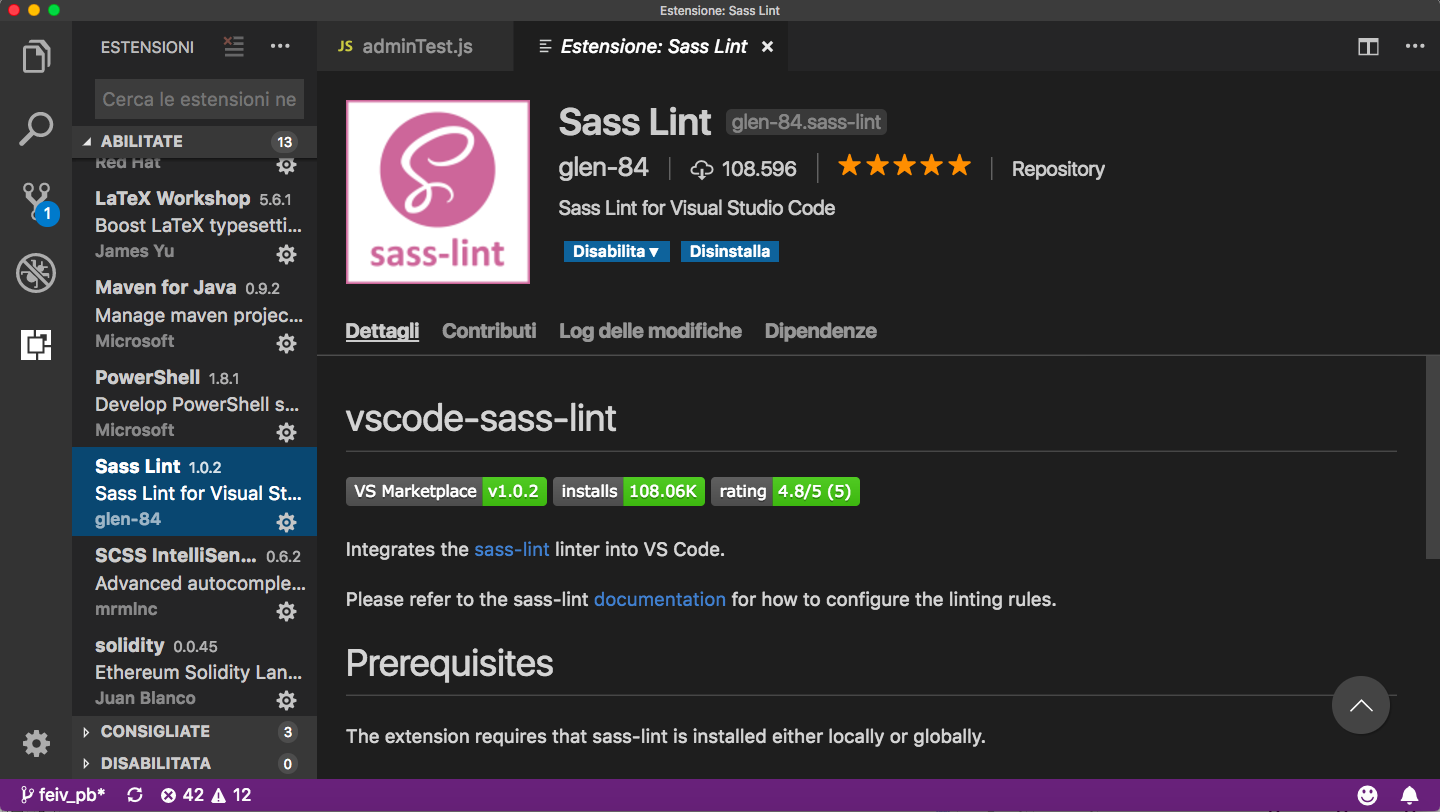 Estensione: Sass Lint
ESTENSIONI
Cerca le estensioni ne
ABILITATE 13
Red Hat
LaTeX Workshop 5.6.1
Boost LaTeX typesetti...
James Yu
Maven for Java 0.9.2
Manage maven projec...
Microsoft
PowerShell 1.8.1
Develop PowerShell s...
Microsoft
Sass Lint 1.0.2
Sass Lint for Visual St...
glen-84
SCSS IntelliSen... 0.6.2
Advanced autocomple...
mrmlnc
solidity 0.0.45
Ethereum Solidity Lan...
Juan Blanco
CONSIGLIATE 3
DISABILITATA 0
1
JS adminTest.js
Estensione: Sass Lint ×
sass-lint
Sass Lint glen-84.sass-lint
glen-84 | 108.596 | ★★★★★ | Repository
Sass Lint for Visual Studio Code
Disabilita ▼ Disinstalla
Dettagli Contributi Log delle modifiche Dipendenze
vscode-sass-lint
VS Marketplace v1.0.2 installs 108.06K rating 4.8/5 (5)
Integrates the sass-lint linter into VS Code.
Please refer to the sass-lint documentation for how to configure the linting rules.
Prerequisites
The extension requires that sass-lint is installed either locally or globally.
feiv_pb* 42 12